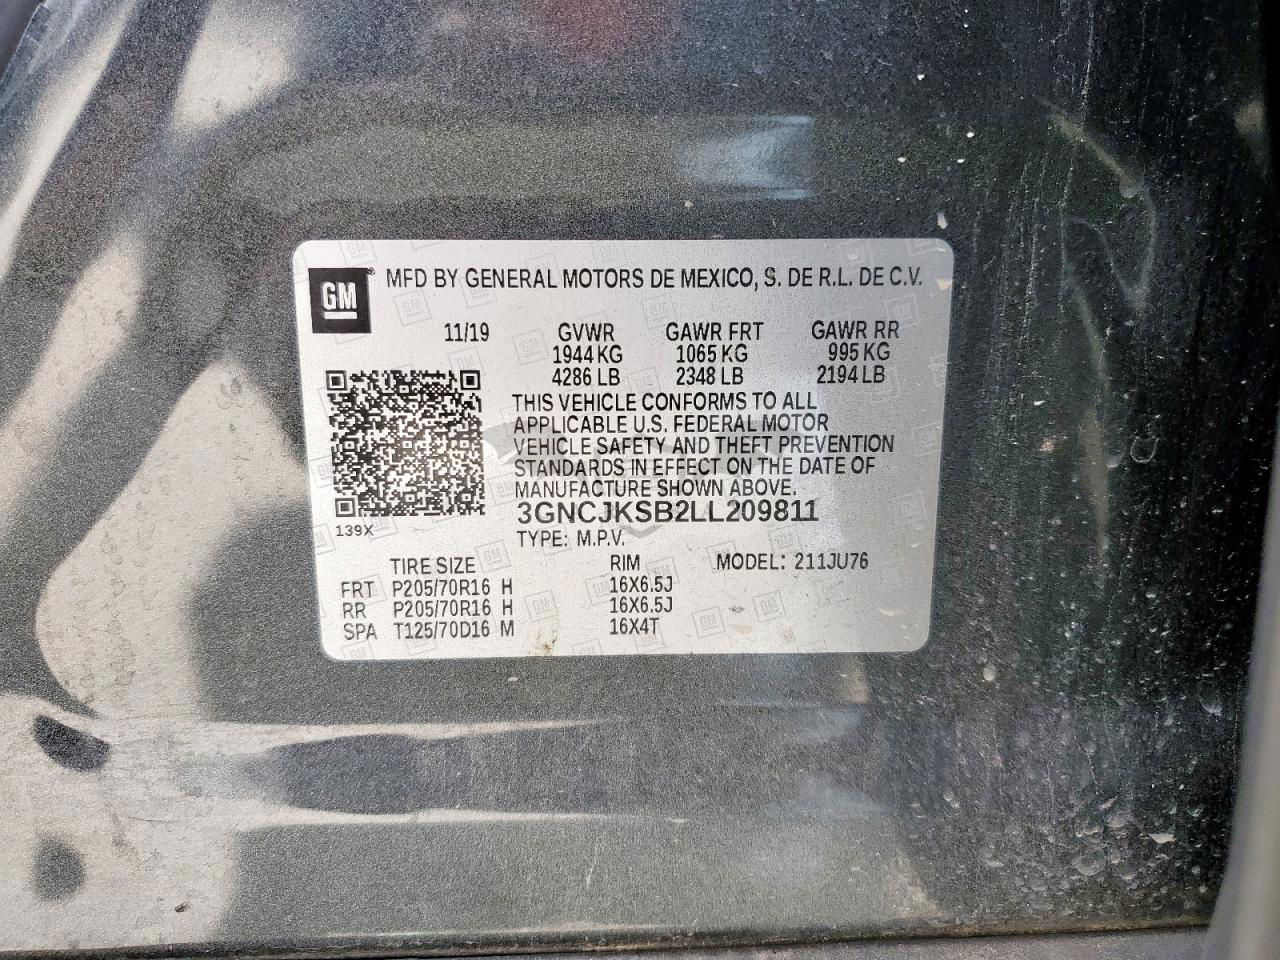 GM® MFD BY GENERAL MOTORS DE MEXICO, S. DE R.L. DE C.V.
11/19 GVWR GAWR FRT GAWR RR
1944 KG 1065 KG 995 KG
4286 LB 2348 LB 2194 LB
THIS VEHICLE CONFORMS TO ALL
APPLICABLE U.S. FEDERAL MOTOR
VEHICLE SAFETY AND THEFT PREVENTION
STANDARDS IN EFFECT ON THE DATE OF
MANUFACTURE SHOWN ABOVE.
3GNCJKSB2LL209811
139X
TYPE: M.P.V.
TIRE SIZE RIM MODEL: 211JU76
FRT P205/70R16 H 16X6.5J
RR P205/70R16 H 16X6.5J
SPA T125/70D16 M 16X4T